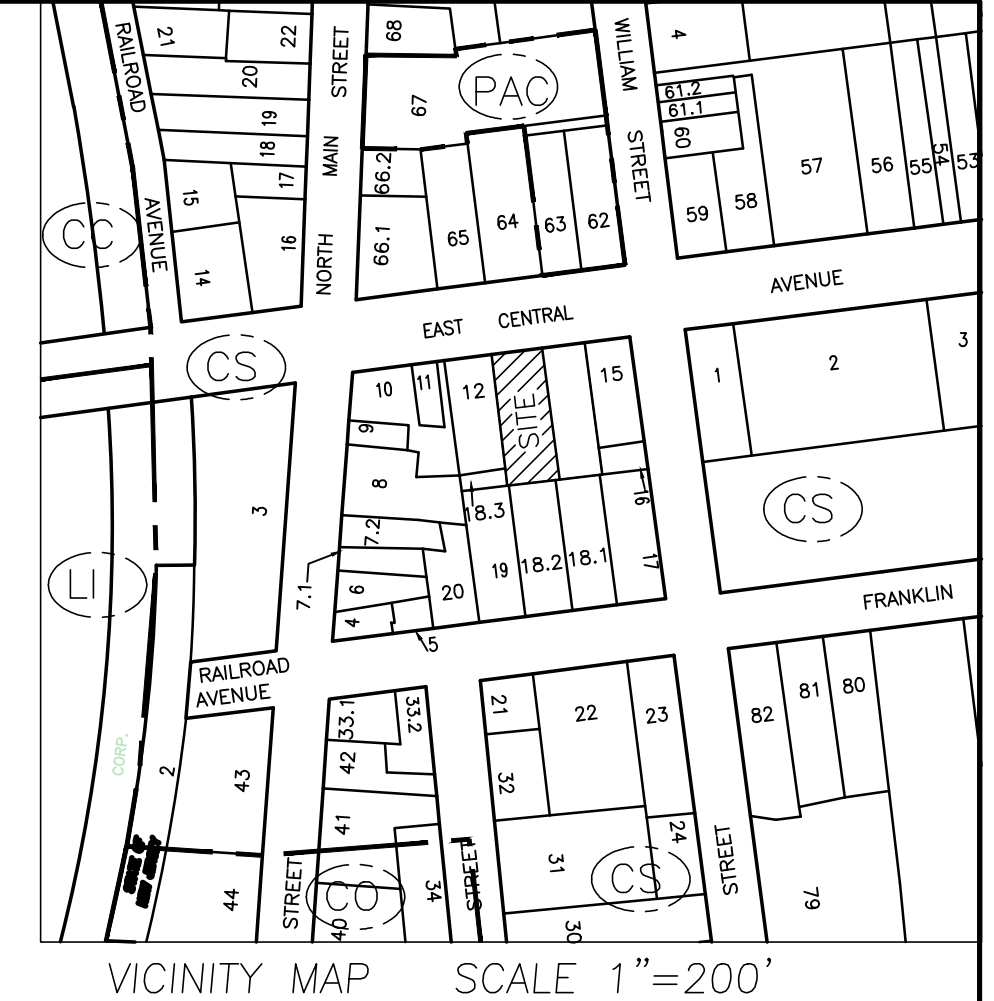 68
WILLIAM
4
21
22
RAILROAD
STREET
20
67
PAC
61.2
61.1
60
19
18
MAIN
STREET
17
66.2
57
56
55
54
53
15
AVENUE
CC
59
58
65
64
63
62
16
66.1
NORTH
14
AVENUE
EAST CENTRAL
CS
10
11
12
SITE
15
1
2
3
9
8
3
18.3
16
CS
7.2
7.1
6
20
19
18.2
18.1
17
LI
4
5
FRANKLIN
RAILROAD
AVENUE
33.1
33.2
21
22
23
82
81
80
CORP.
2
43
42
32
41
24
31
CS
STREET
44
STREET
CO
34
STREET
40
30
79
VICINITY MAP SCALE 1"=200'